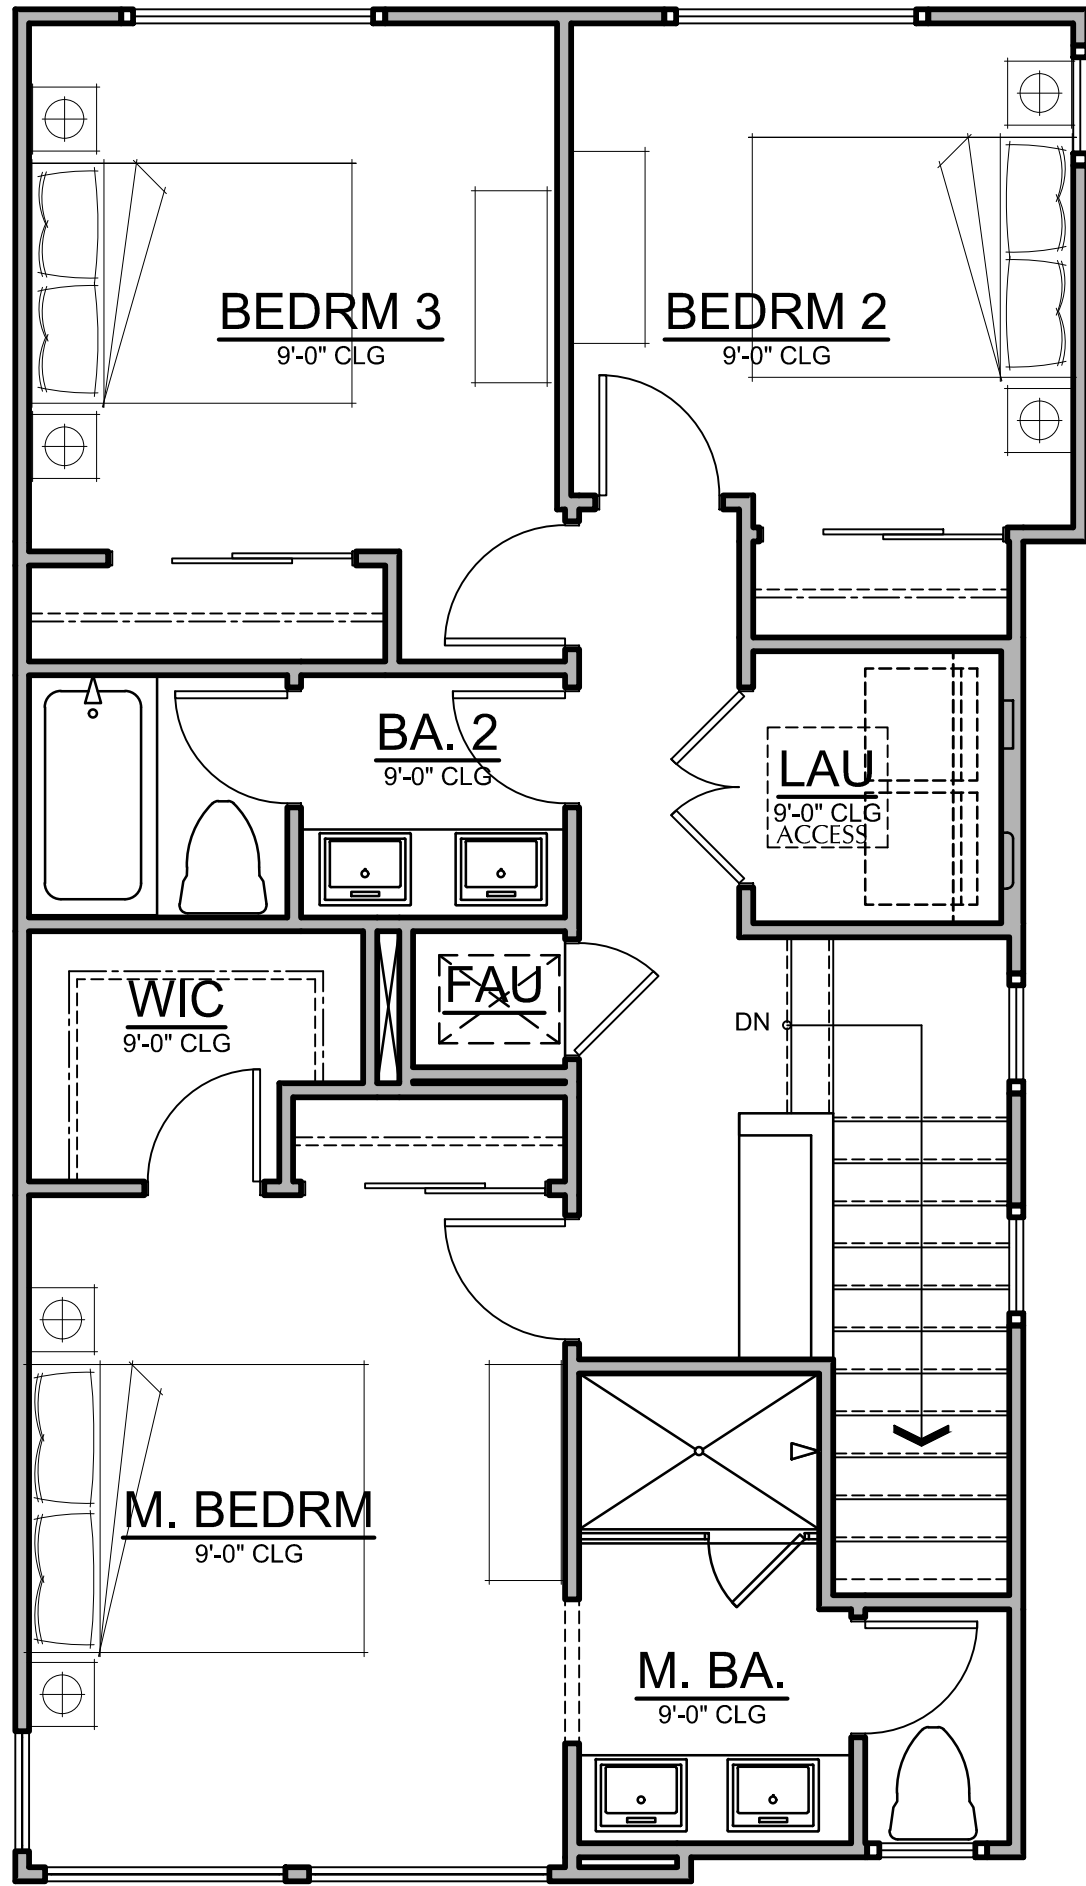 BEDRM 3
9'-0" CLG
BEDRM 2
9'-0" CLG
BA. 2
9'-0" CLG
LAU
9'-0" CLG
ACCESS
WIC
9'-0" CLG
FAU
DN
M. BEDRM
9'-0" CLG
M. BA.
9'-0" CLG